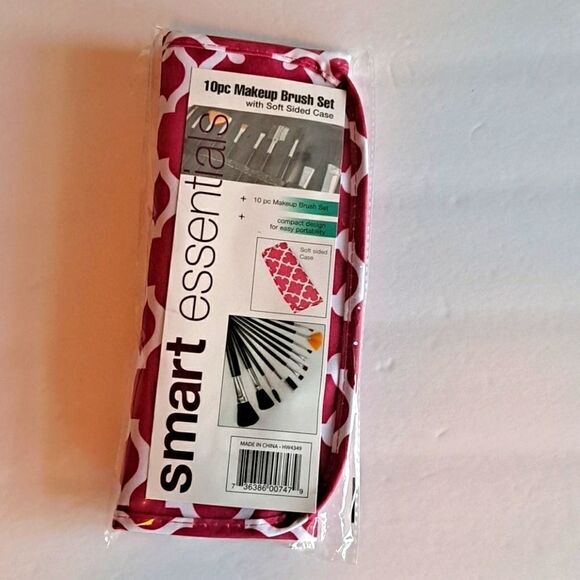 10pc Makeup Brush Set
with Soft Sided Case
smart essentials
+ 10 pc Makeup Brush Set
+ compact design
for easy portability
Soft sided
Case
MADE IN CHINA · HW4349
7 36386 00747 9